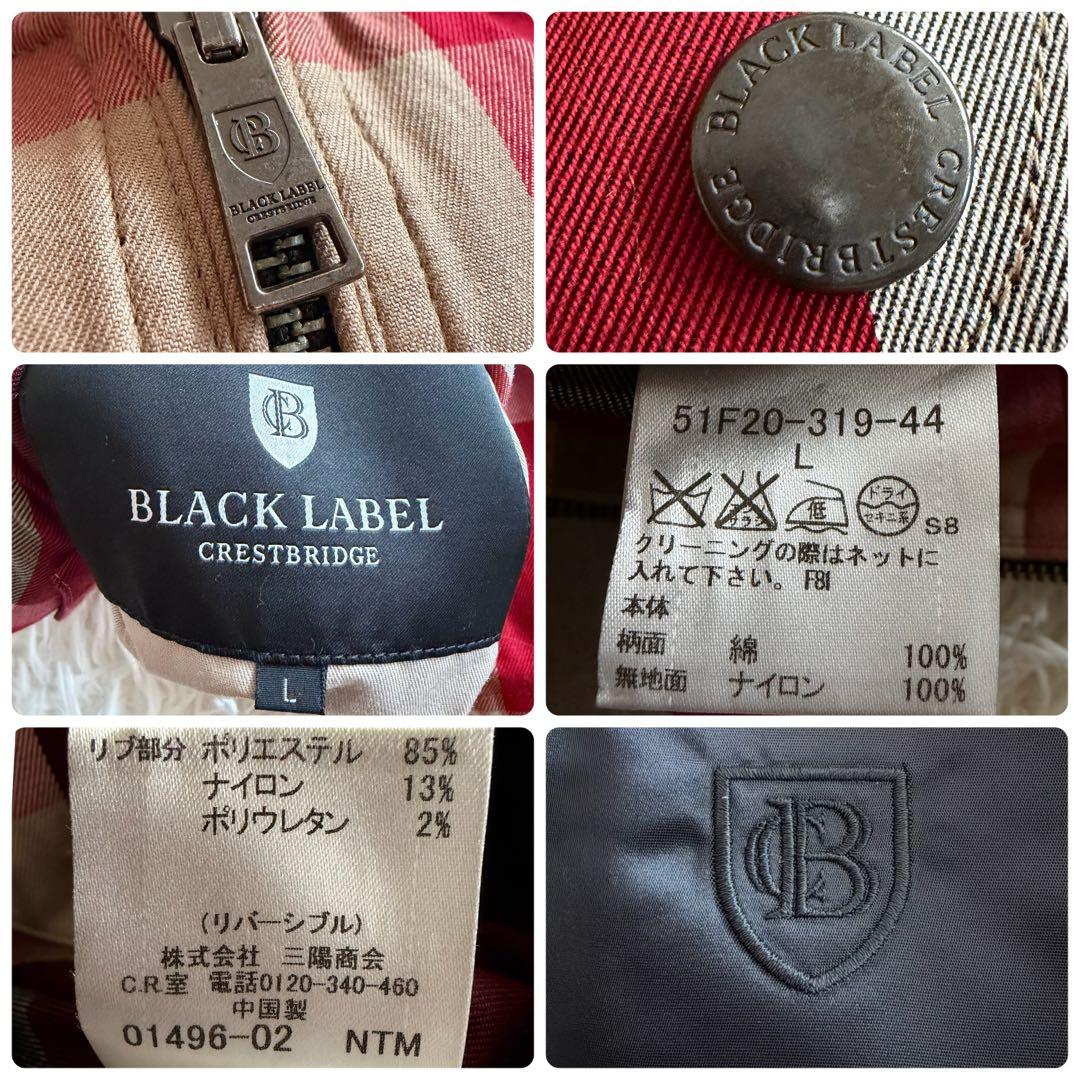 CB
BLACK LABEL
CRESTBRIDGE
BLACK LABEL CRESTBRIDGE
CB
BLACK LABEL
CRESTBRIDGE
L
51F20-319-44
L
低
ドライ
セキユ系
S8
クリーニングの際はネットに
入れて下さい。 F8I
本体
柄面 綿 100%
無地面 ナイロン 100%
リブ部分 ポリエステル 85%
ナイロン 13%
ポリウレタン 2%
(リバーシブル)
株式会社 三陽商会
C.R室 電話0120-340-460
中国製
01496-02 NTM
CB